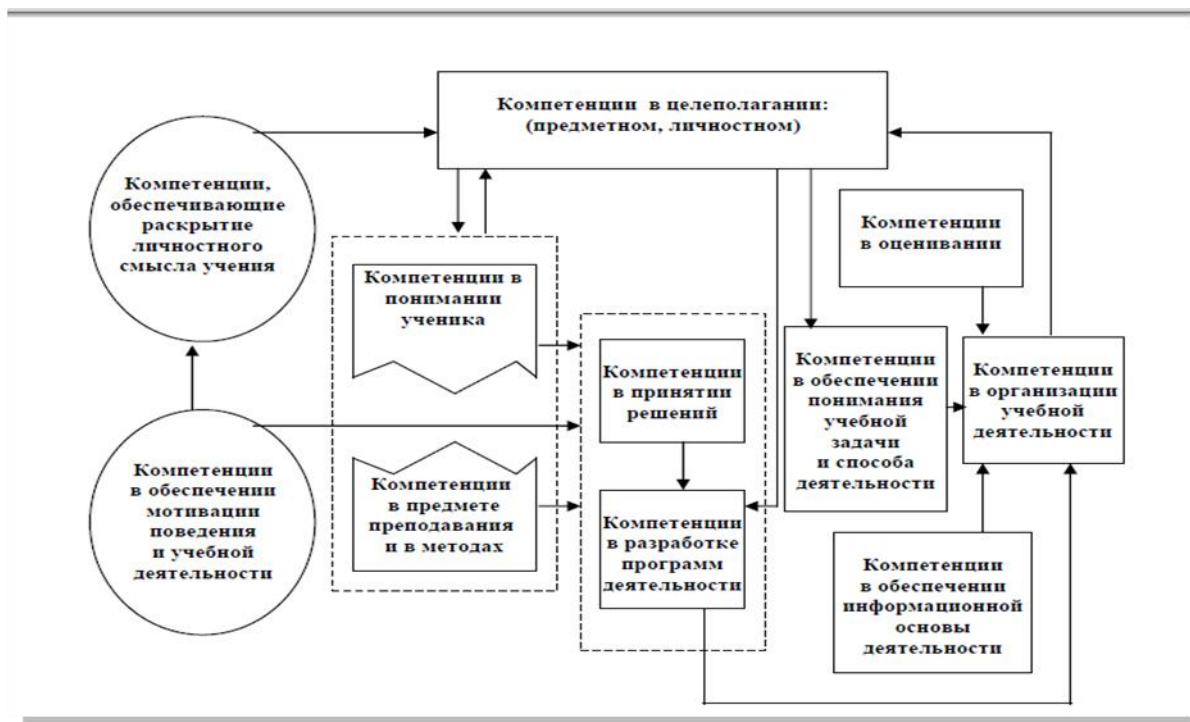 Компетенции в целеполагании:
(предметном, личностном)
Компетенции,
обеспечивающие
раскрытие
личностного
смысла учения
Компетенции
в оценивании
Компетенции в
понимании
ученика
Компетенции
в принятии
решений
Компетенции
в обеспечении
понимания
учебной
задачи
и способа
деятельности
Компетенции
в организации
учебной
деятельности
Компетенции
в обеспечении
мотивации
поведения
и учебной
деятельности
Компетенции
в предмете
преподавания
и в методах
Компетенции
в разработке
программ
деятельности
Компетенции
в обеспечении
информационной
основы
деятельности